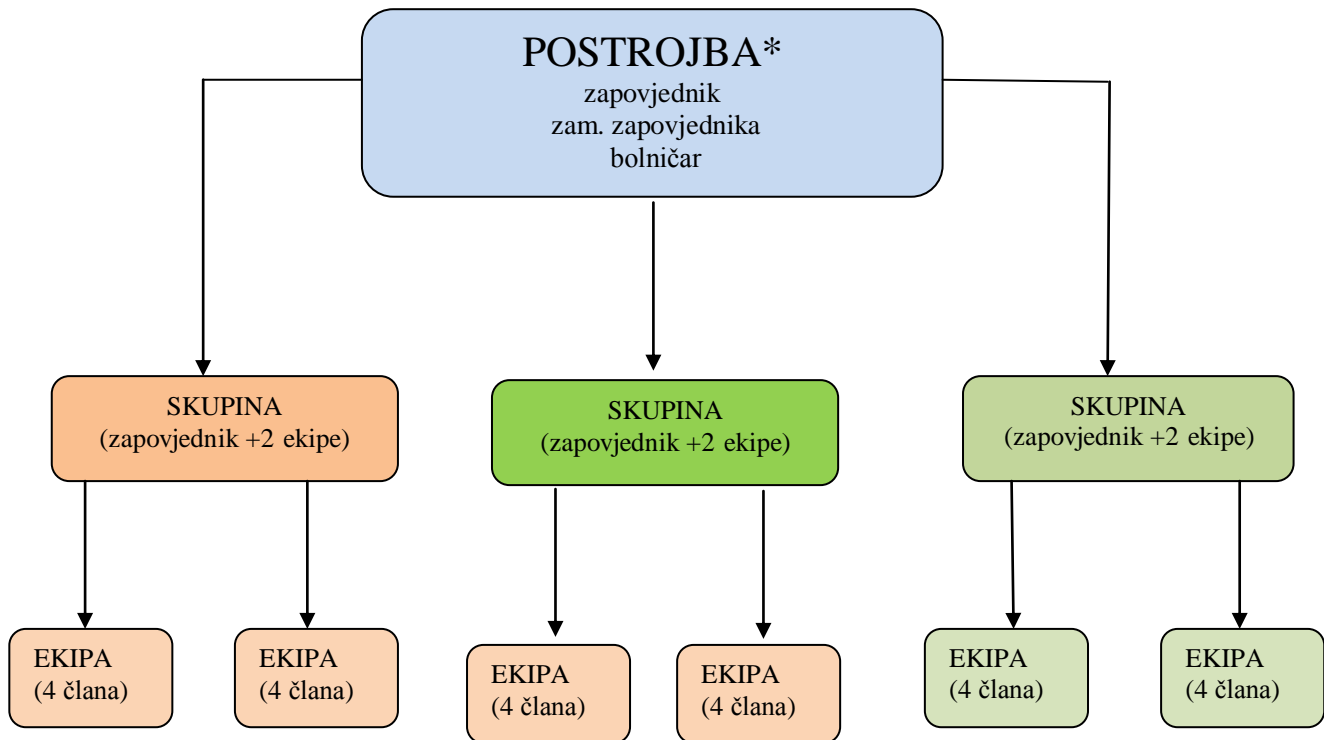 POSTROJBA*
zapovjednik
zam. zapovjednika
bolničar
SKUPINA
(zapovjednik +2 ekipe)
SKUPINA
(zapovjednik +2 ekipe)
SKUPINA
(zapovjednik +2 ekipe)
EKIPA
(4 člana)
EKIPA
(4 člana)
EKIPA
(4 člana)
EKIPA
(4 člana)
EKIPA
(4 člana)
EKIPA
(4 člana)